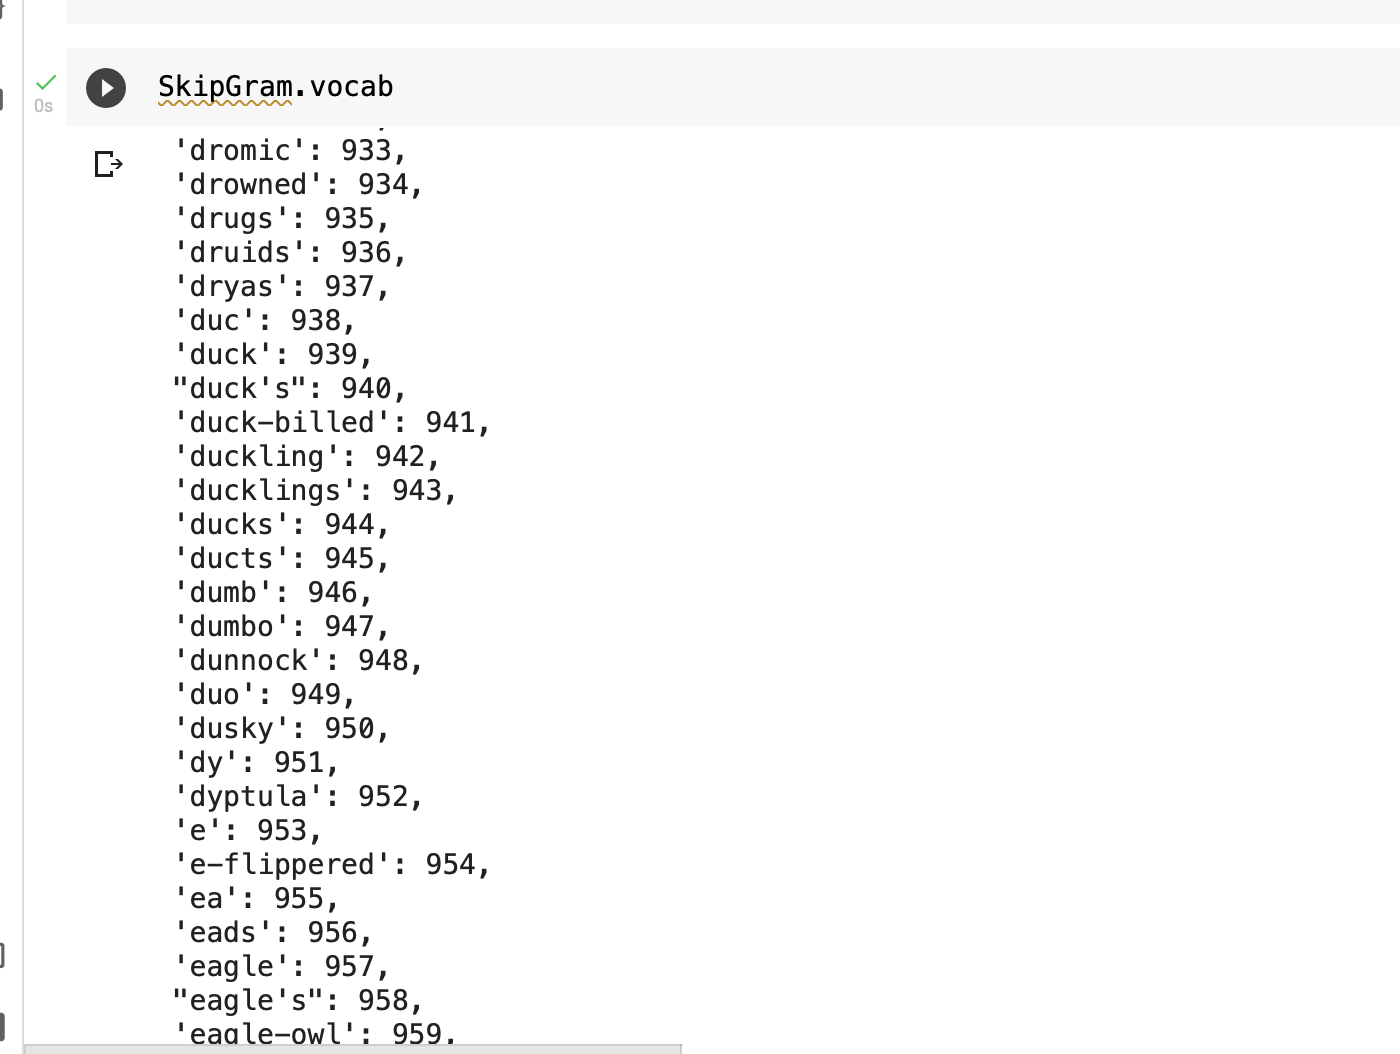 SkipGram.vocab
0s
'dromic': 933,
'drowned': 934,
'drugs': 935,
'druids': 936,
'dryas': 937,
'duc': 938,
'duck': 939,
"duck's": 940,
'duck-billed': 941,
'duckling': 942,
'ducklings': 943,
'ducks': 944,
'ducts': 945,
'dumb': 946,
'dumbo': 947,
'dunnock': 948,
'duo': 949,
'dusky': 950,
'dy': 951,
'dyptula': 952,
'e': 953,
'e-flippered': 954,
'ea': 955,
'eads': 956,
'eagle': 957,
"eagle's": 958,
'eagle-owl': 959,